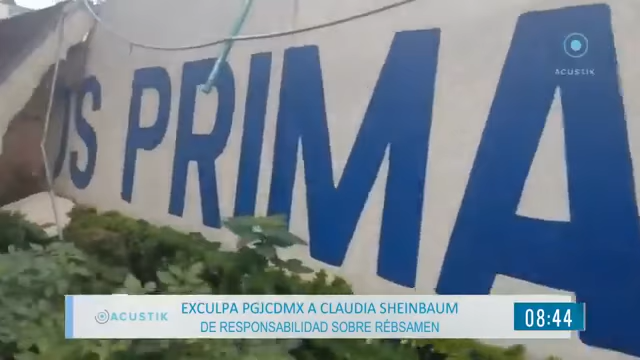 ACUSTIK
US PRIMA
EXCULPA PGJCDMX A CLAUDIA SHEINBAUM
ACUSTIK
DE RESPONSABILIDAD SOBRE RÉBSAMEN
08:44